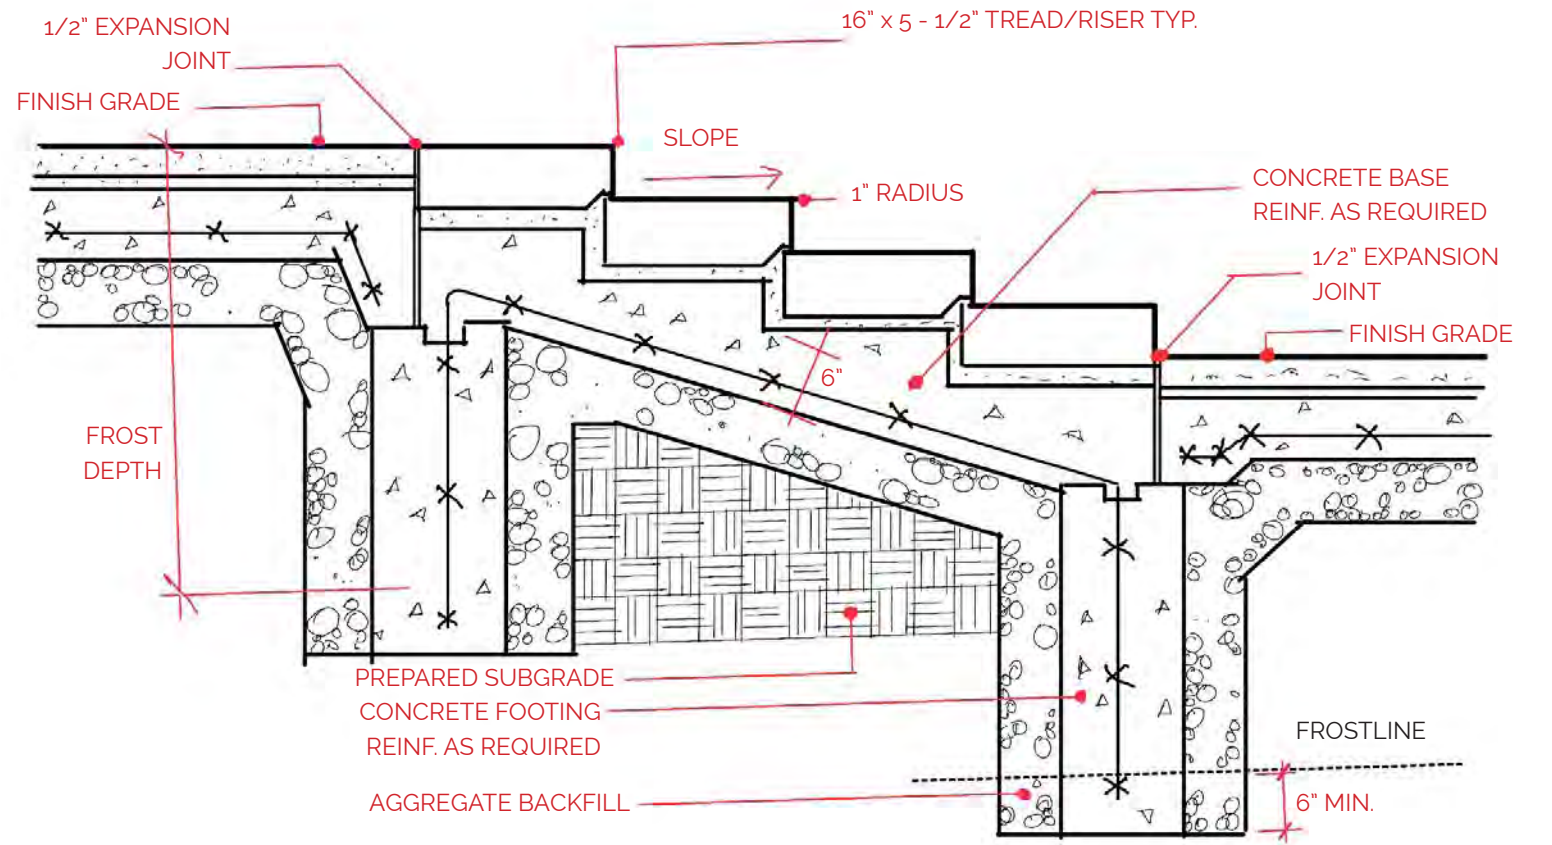 1/2” EXPANSION
JOINT
16” x 5 - 1/2” TREAD/RISER TYP.
FINISH GRADE
SLOPE
1” RADIUS
CONCRETE BASE
REINF. AS REQUIRED
1/2” EXPANSION
JOINT
FINISH GRADE
6”
FROST
DEPTH
PREPARED SUBGRADE
CONCRETE FOOTING
REINF. AS REQUIRED
FROSTLINE
AGGREGATE BACKFILL
6” MIN.